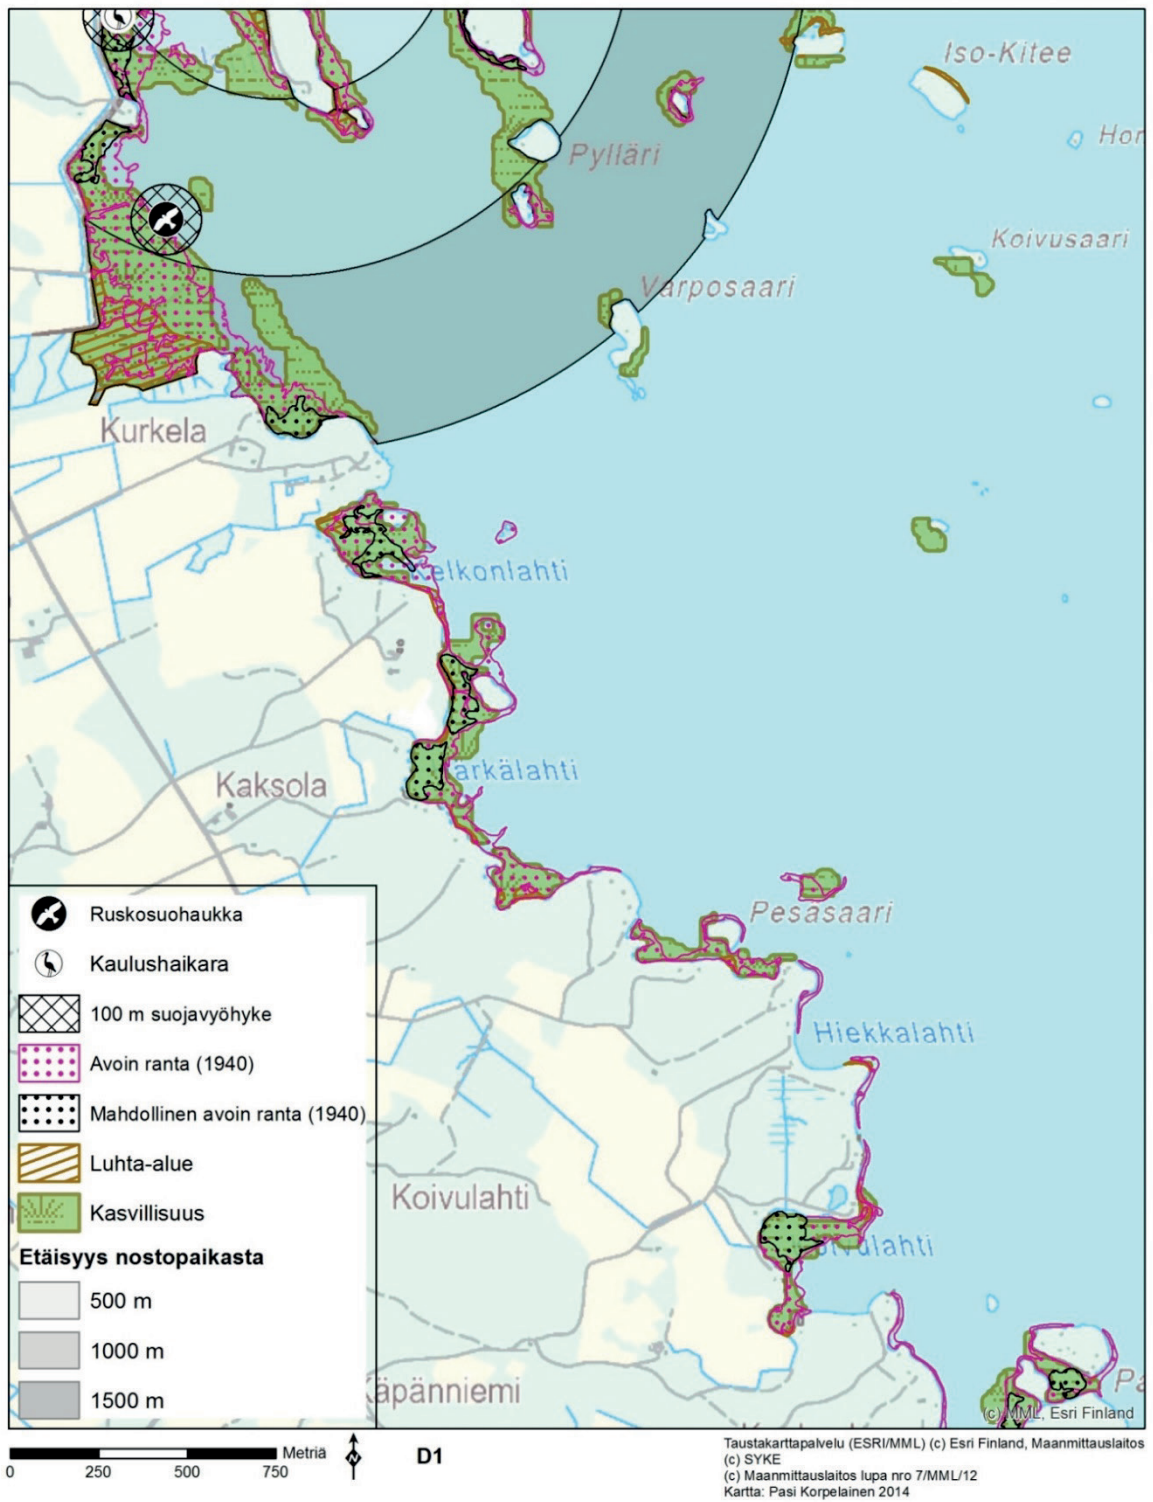 Iso-Kitee
Hor
Pylläri
Koivusaari
Varposaari
Kurkela
elkonlahti
Kaksola
ärkälahti
Pesäsaari
Hiekkalahti
Koivulahti
oivulahti
äpänniemi
Pa
(c) MML, Esri Finland
Ruskosuohaukka
Kaulushaikara
100 m suojavyöhyke
Avoin ranta (1940)
Mahdollinen avoin ranta (1940)
Luhta-alue
Kasvillisuus
Etäisyys nostopaikasta
500 m
1000 m
1500 m
Metriä
0 250 500 750
N
D1
Taustakarttapalvelu (ESRI/MML) (c) Esri Finland, Maanmittauslaitos
(c) SYKE
(c) Maanmittauslaitos lupa nro 7/MML/12
Kartta: Pasi Korpelainen 2014